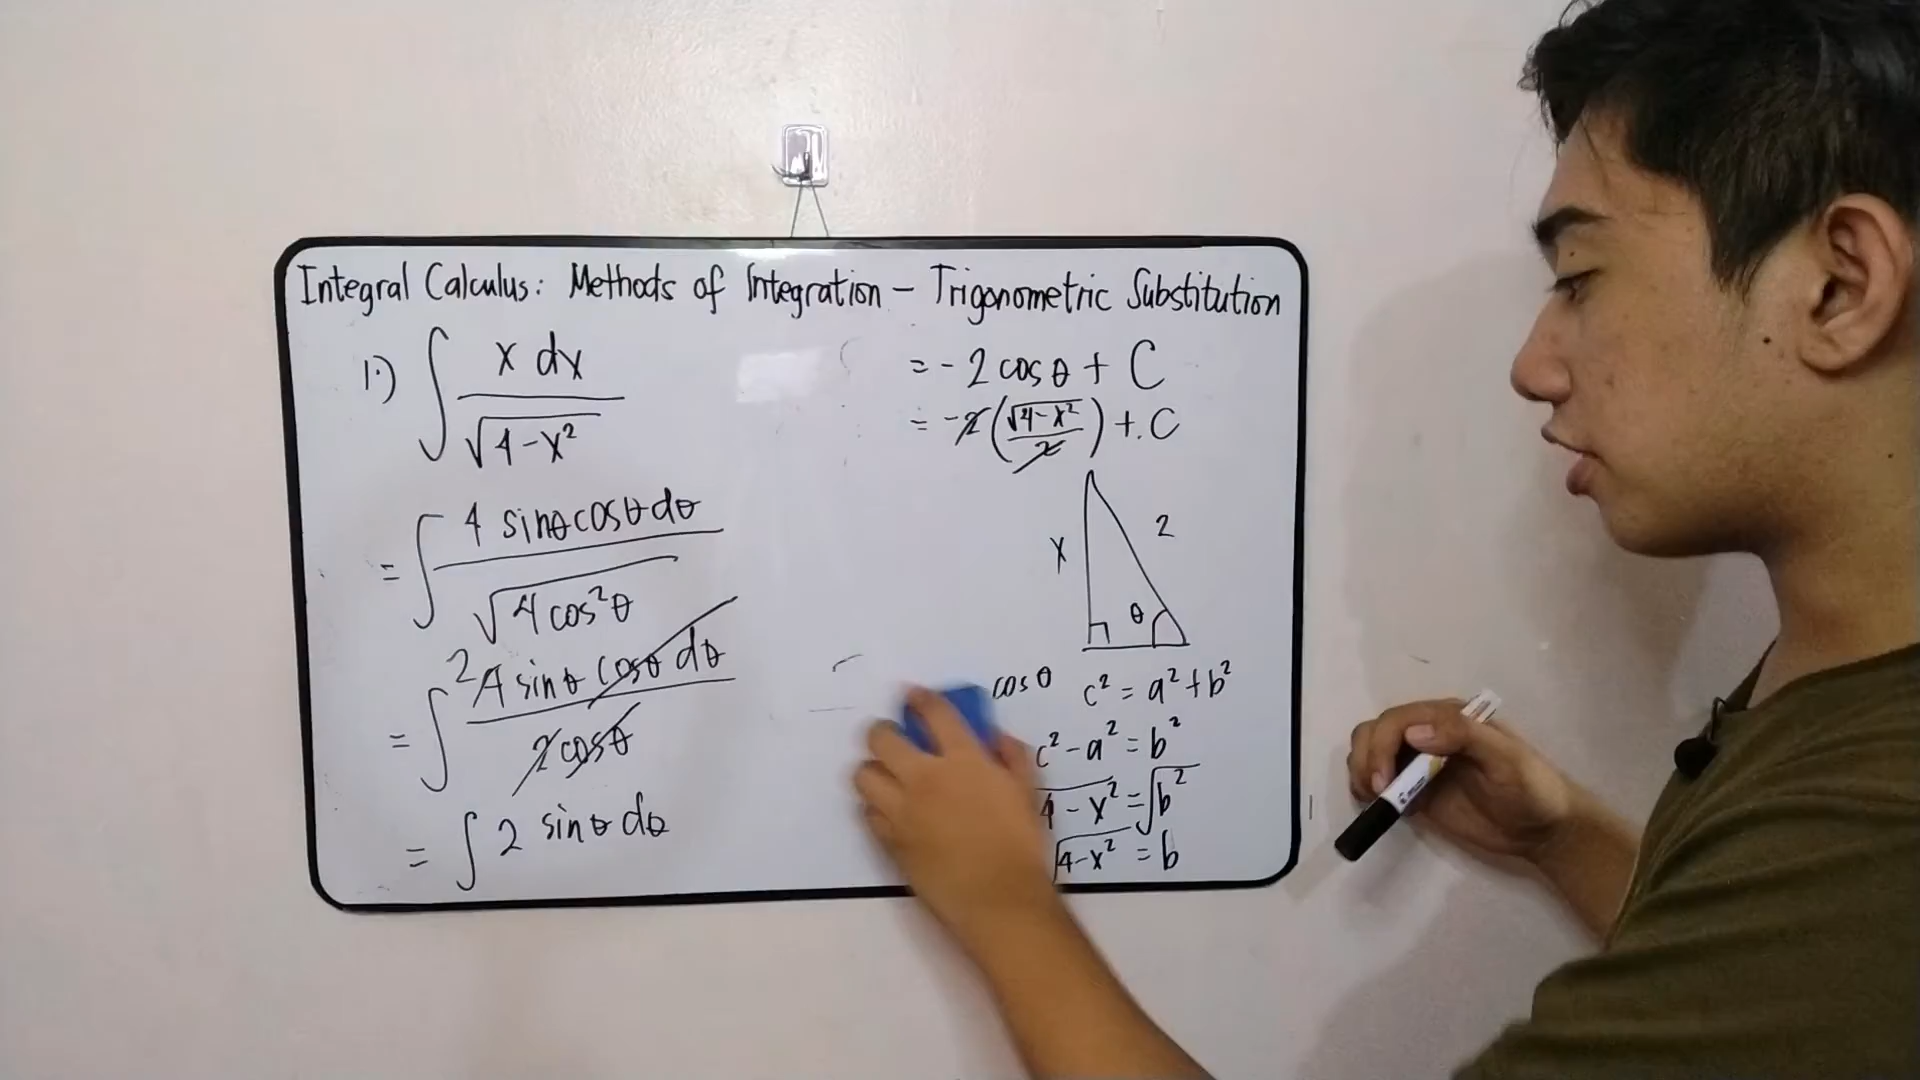 Integral Calculus: Methods of Integration - Trigonometric Substitution
1.) ∫ x dx / √(4-x²)
= ∫ 4 sinθ cosθ dθ / √(4 cos²θ)
= ∫ 2 4 sinθ cosθ dθ / 2 cosθ
= ∫ 2 sinθ dθ
= -2 cosθ + C
= -2 (√(4-x²) / 2) + C
x
2
θ
cosθ
c² = a² + b²
c² - a² = b²
√(4-x²) = √b²
√(4-x²) = b